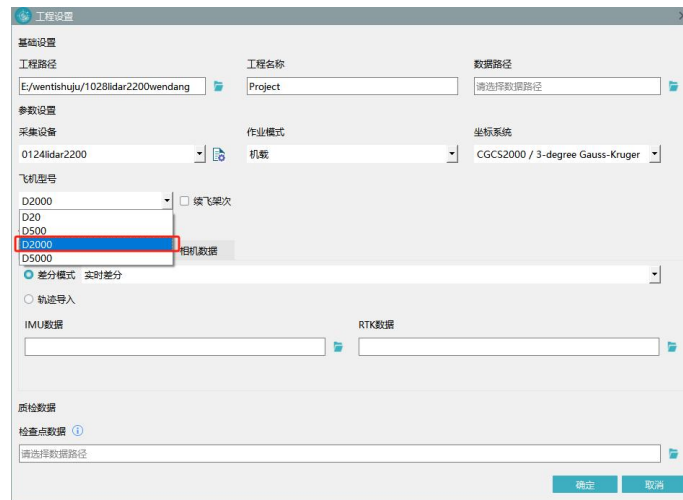 工程设置
基础设置
工程路径 工程名称 数据路径
E:/wentishuju/1028lidar2200wendang Project 请选择数据路径
参数设置
采集设备 作业模式 坐标系统
0124lidar2200 机载 CGCS2000 / 3-degree Gauss-Kruger
飞机型号
D2000 续飞架次
D20
D500
D2000
D5000
相机数据
差分模式 实时差分
轨迹导入
IMU数据 RTK数据
质检数据
检查点数据
请选择数据路径
确定 取消